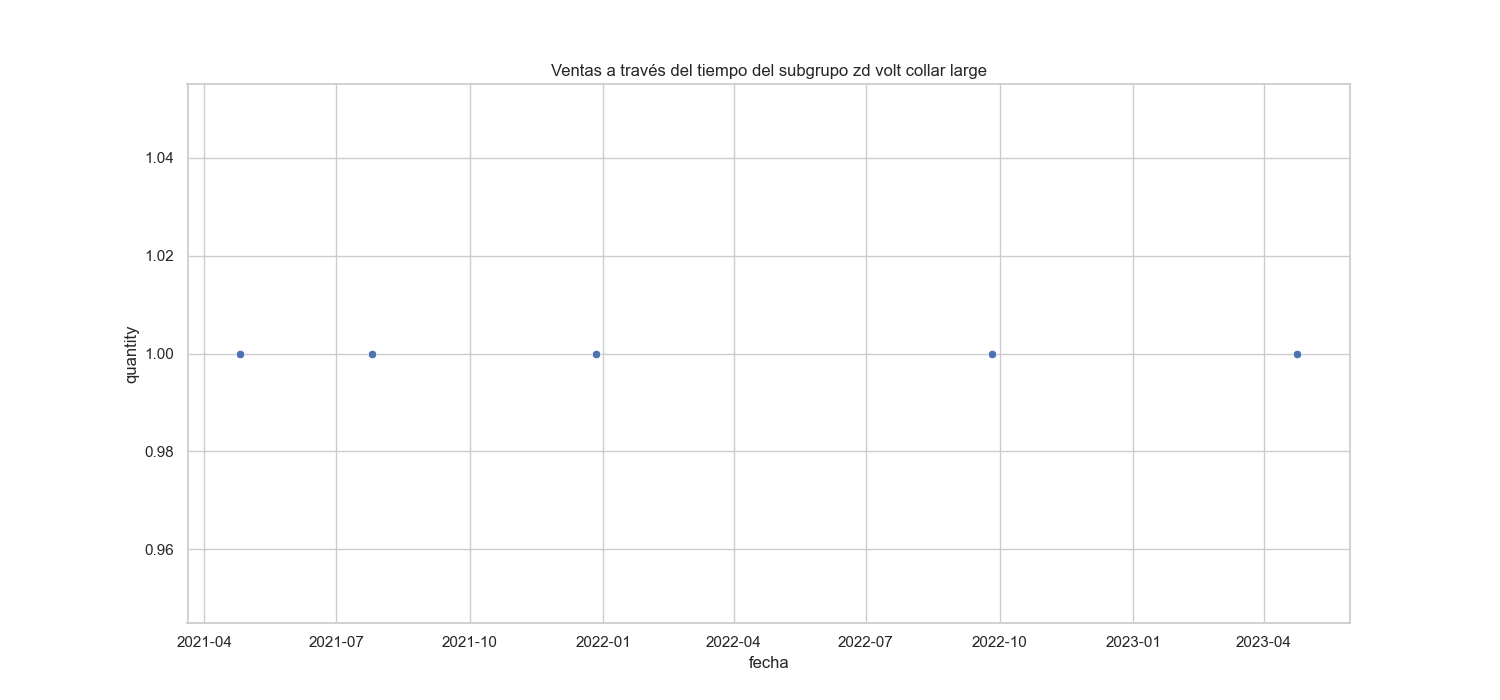 Ventas a través del tiempo del subgrupo zd volt collar large
1.04
1.02
1.00
0.98
0.96
quantity
2021-04 2021-07 2021-10 2022-01 2022-04 2022-07 2022-10 2023-01 2023-04
fecha